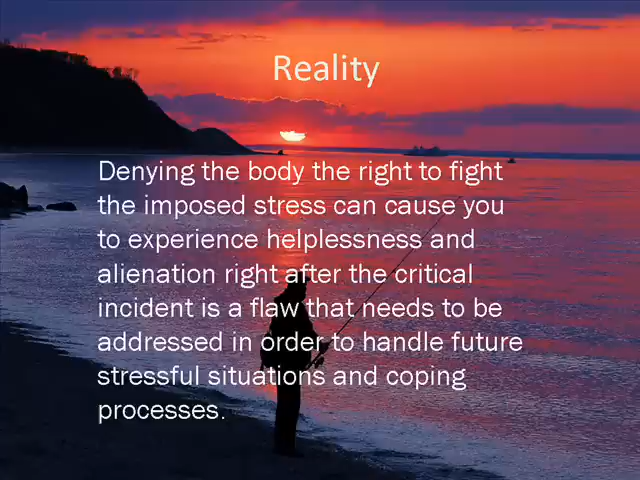 Reality
Denying the body the right to fight
the imposed stress can cause you
to experience helplessness and
alienation right after the critical
incident is a flaw that needs to be
addressed in order to handle future
stressful situations and coping
processes.